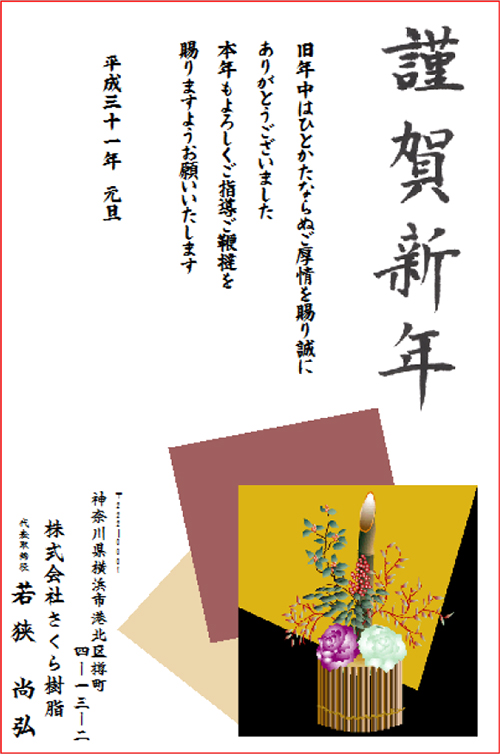 謹賀新年
旧年中はひとかたならぬご厚情を賜り誠に
ありがとうございました
本年もよろしくご指導ご鞭撻を
賜りますようお願いいたします
平成三十一年 元旦
神奈川県横浜市港北区樽町
四―一三―二
株式会社さくら樹脂
代表取締役 若狭 尚弘